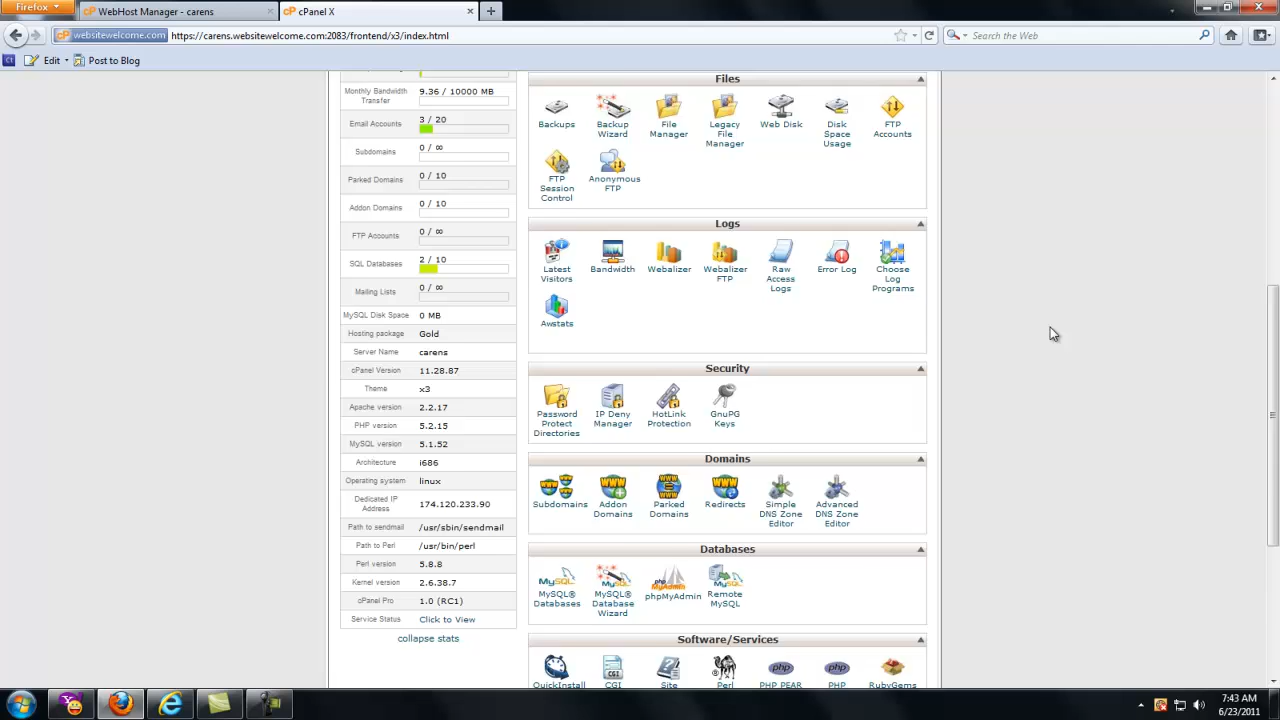 Firefox
WebHost Manager - carens
cPanel X
websitewelcome.com
https://carens.websitewelcome.com:2083/frontend/x3/index.html
Search the Web
Edit
Post to Blog
Monthly Bandwidth
Transfer
9.36 / 10000 MB
Email Accounts
3 / 20
Subdomains
0 / ∞
Parked Domains
0 / 10
Addon Domains
0 / 10
FTP Accounts
0 / ∞
SQL Databases
2 / 10
Mailing Lists
0 / ∞
MySQL Disk Space
0 MB
Hosting package
Gold
Server Name
carens
cPanel Version
11.28.87
Theme
x3
Apache version
2.2.17
PHP version
5.2.15
MySQL version
5.1.52
Architecture
i686
Operating system
linux
Dedicated IP
Address
174.120.233.90
Path to sendmail
/usr/sbin/sendmail
Path to Perl
/usr/bin/perl
Perl version
5.8.8
Kernel version
2.6.38.7
cPanel Pro
1.0 (RC1)
Service Status
Click to View
collapse stats
Files
Backups
Backup
Wizard
File
Manager
Legacy
File
Manager
Web Disk
Disk
Space
Usage
FTP
Accounts
FTP
Session
Control
Anonymous
FTP
Logs
Latest
Visitors
Bandwidth
Webalizer
Webalizer
FTP
Raw
Access
Logs
Error Log
Choose
Log
Programs
Awstats
Security
Password
Protect
Directories
IP Deny
Manager
HotLink
Protection
GnuPG
Keys
Domains
Subdomains
Addon
Domains
Parked
Domains
Redirects
Simple
DNS Zone
Editor
Advanced
DNS Zone
Editor
Databases
MySQL®
Databases
MySQL®
Database
Wizard
phpMyAdmin
Remote
MySQL
Software/Services
QuickInstall
CGI
Site
Perl
PHP PEAR
PHP
RubyGems
7:43 AM
6/23/2011